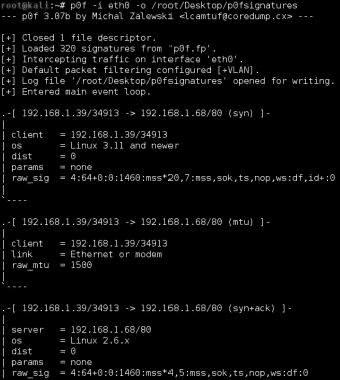 root@kali:~# p0f -i eth0 -o /root/Desktop/p0fsignatures
--- p0f 3.07b by Michal Zalewski <lcamtuf@coredump.cx> ---

[+] Closed 1 file descriptor.
[+] Loaded 320 signatures from 'p0f.fp'.
[+] Intercepting traffic on interface 'eth0'.
[+] Default packet filtering configured [+VLAN].
[+] Log file '/root/Desktop/p0fsignatures' opened for writing.
[+] Entered main event loop.

.-[ 192.168.1.39/34913 -> 192.168.1.68/80 (syn) ]-
|
| client   = 192.168.1.39/34913
| os       = Linux 3.11 and newer
| dist     = 0
| params   = none
| raw_sig  = 4:64+0:0:1460:mss*20,7:mss,sok,ts,nop,ws:df,id+:0
|
`----

.-[ 192.168.1.39/34913 -> 192.168.1.68/80 (mtu) ]-
|
| client   = 192.168.1.39/34913
| link     = Ethernet or modem
| raw_mtu  = 1500
|
`----

.-[ 192.168.1.39/34913 -> 192.168.1.68/80 (syn+ack) ]-
|
| server   = 192.168.1.68/80
| os       = Linux 2.6.x
| dist     = 0
| params   = none
| raw_sig  = 4:64+0:0:1460:mss*4,5:mss,sok,ts,nop,ws:df:0